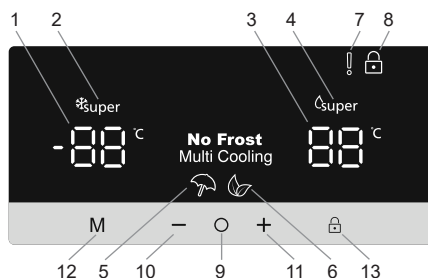 1 2 3 4 7 8
super super
-88 °C 88 °C
No Frost
Multi Cooling
M − O +
12 5 10 9 11 6 13